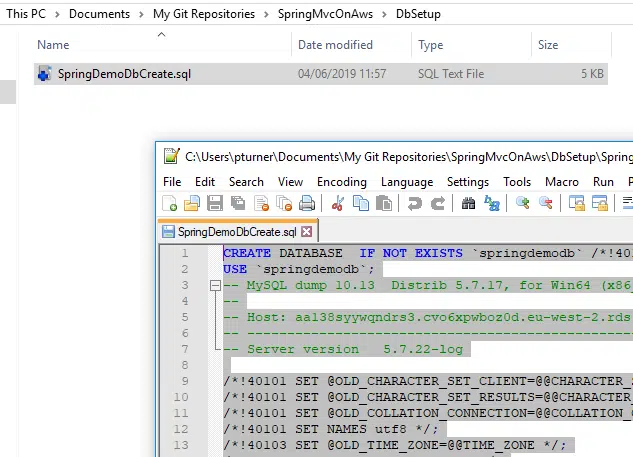 This PC > Documents > My Git Repositories > SpringMvcOnAws > DbSetup
Name Date modified Type Size
SpringDemoDbCreate.sql 04/06/2019 11:57 SQL Text File 5 KB
C:\Users\pturner\Documents\My Git Repositories\SpringMvcOnAws\DbSetup\Spring
File Edit Search View Encoding Language Settings Tools Macro Run P
SpringDemoDbCreate.sql
1 CREATE DATABASE  IF NOT EXISTS `springdemodb` /*!40
2 USE `springdemodb`;
3 -- MySQL dump 10.13  Distrib 5.7.17, for Win64 (x86_
4 --
5 -- Host: aa138syywqndrs3.cvo6xpwboz0d.eu-west-2.rds
6 -- ------------------------------------------------
7 -- Server version	5.7.22-log
8
9 /*!40101 SET @OLD_CHARACTER_SET_CLIENT=@@CHARACTER_
10 /*!40101 SET @OLD_CHARACTER_SET_RESULTS=@@CHARACTER_
11 /*!40101 SET @OLD_COLLATION_CONNECTION=@@COLLATION_
12 /*!40101 SET NAMES utf8 */;
13 /*!40103 SET @OLD_TIME_ZONE=@@TIME_ZONE */;